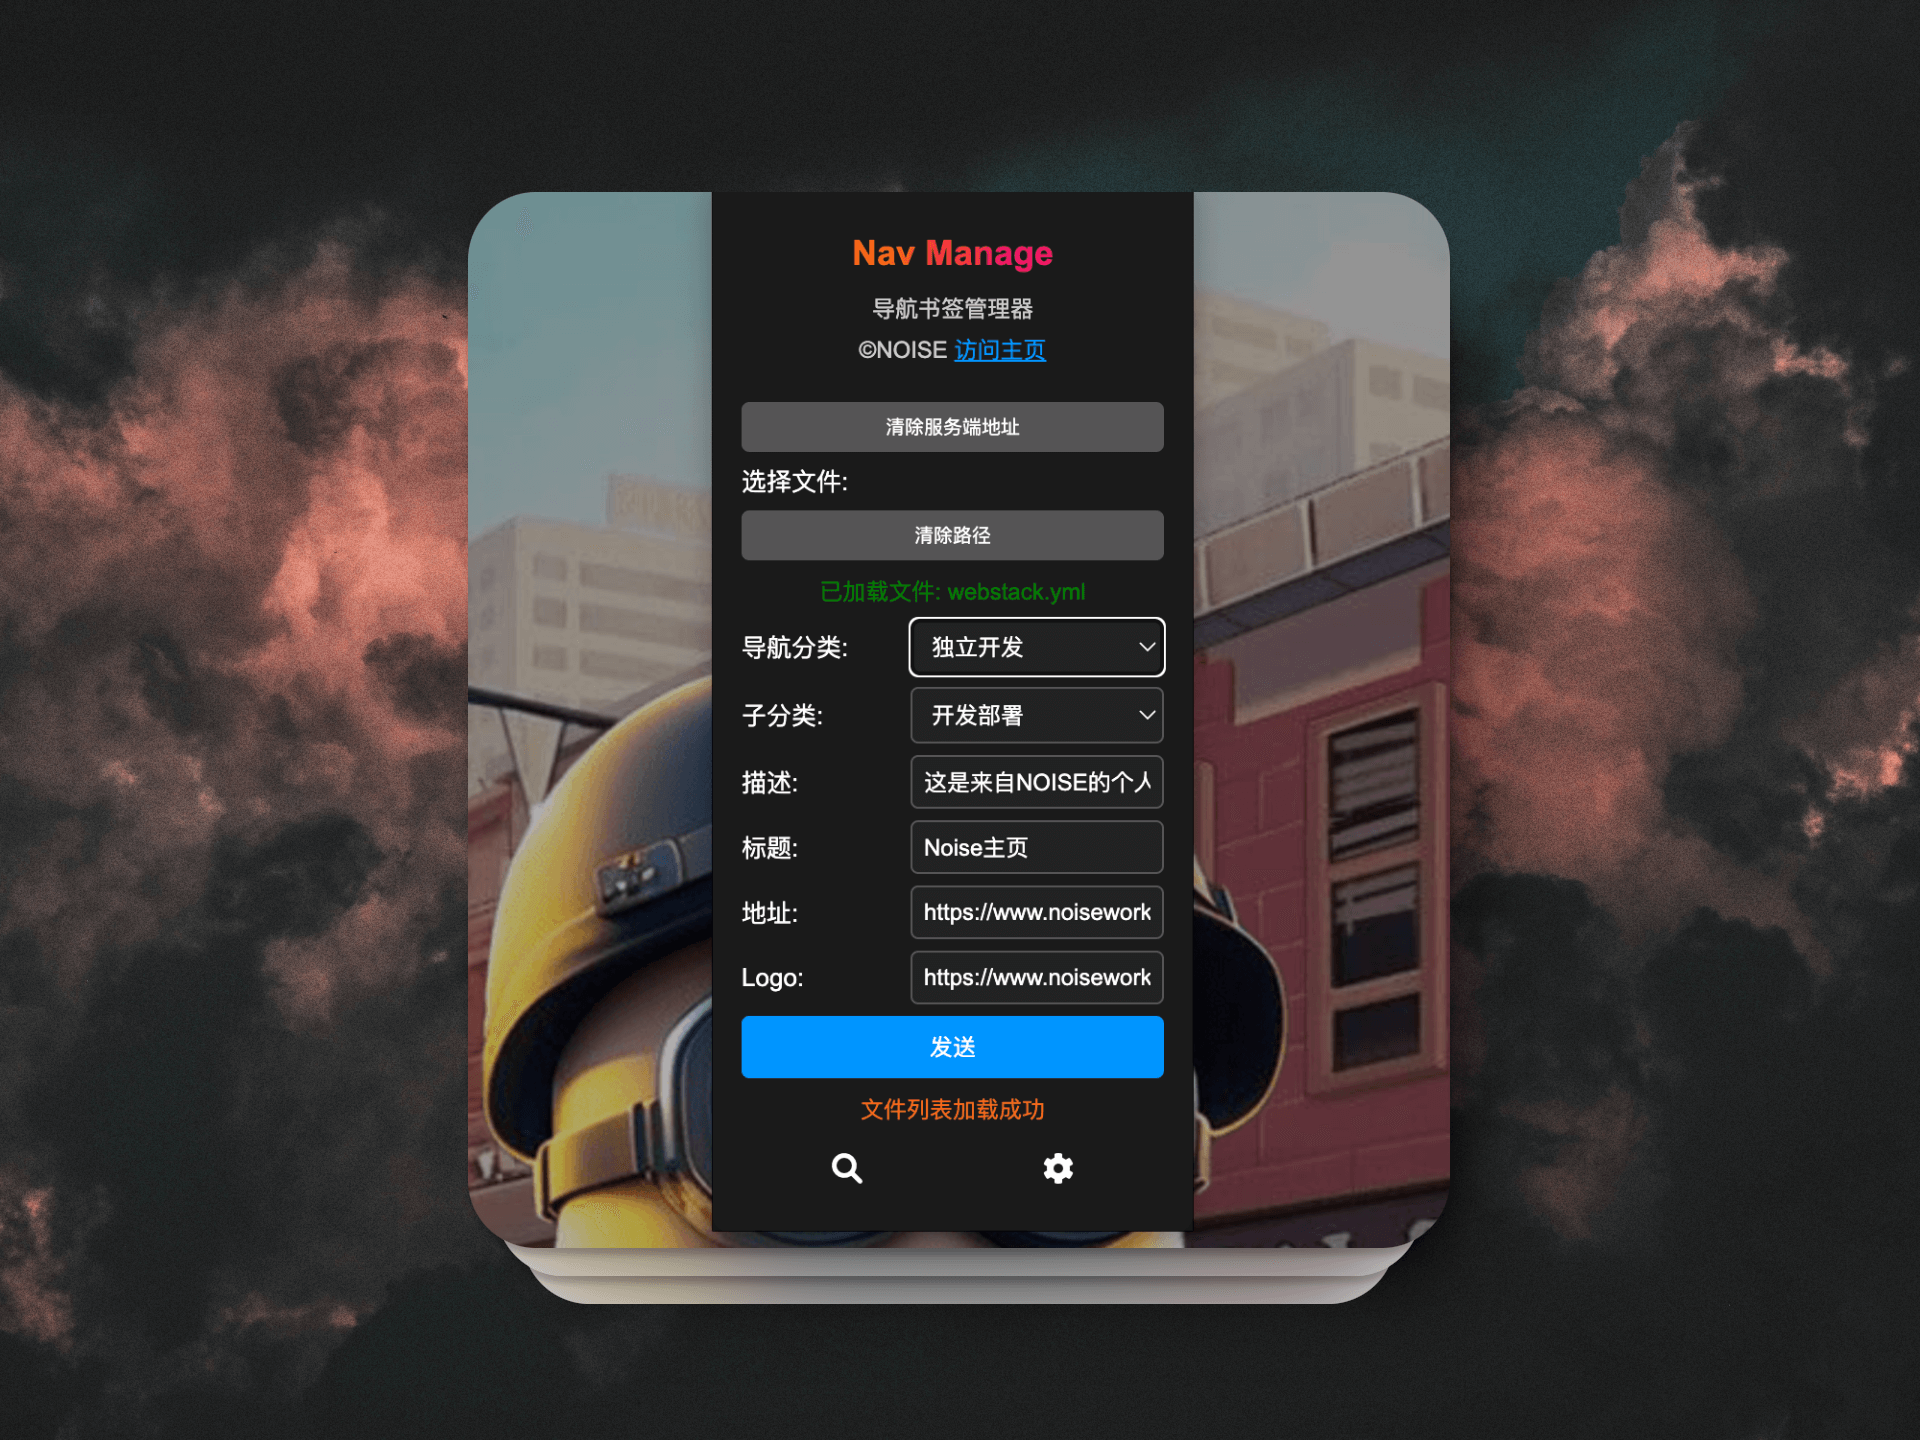 Nav Manage
导航书签管理器
©NOISE 访问主页
清除服务端地址
选择文件:
清除路径
已加载文件: webstack.yml
导航分类: 独立开发
子分类: 开发部署
描述: 这是来自NOISE的个人
标题: Noise主页
地址: https://www.noisework
Logo: https://www.noisework
发送
文件列表加载成功